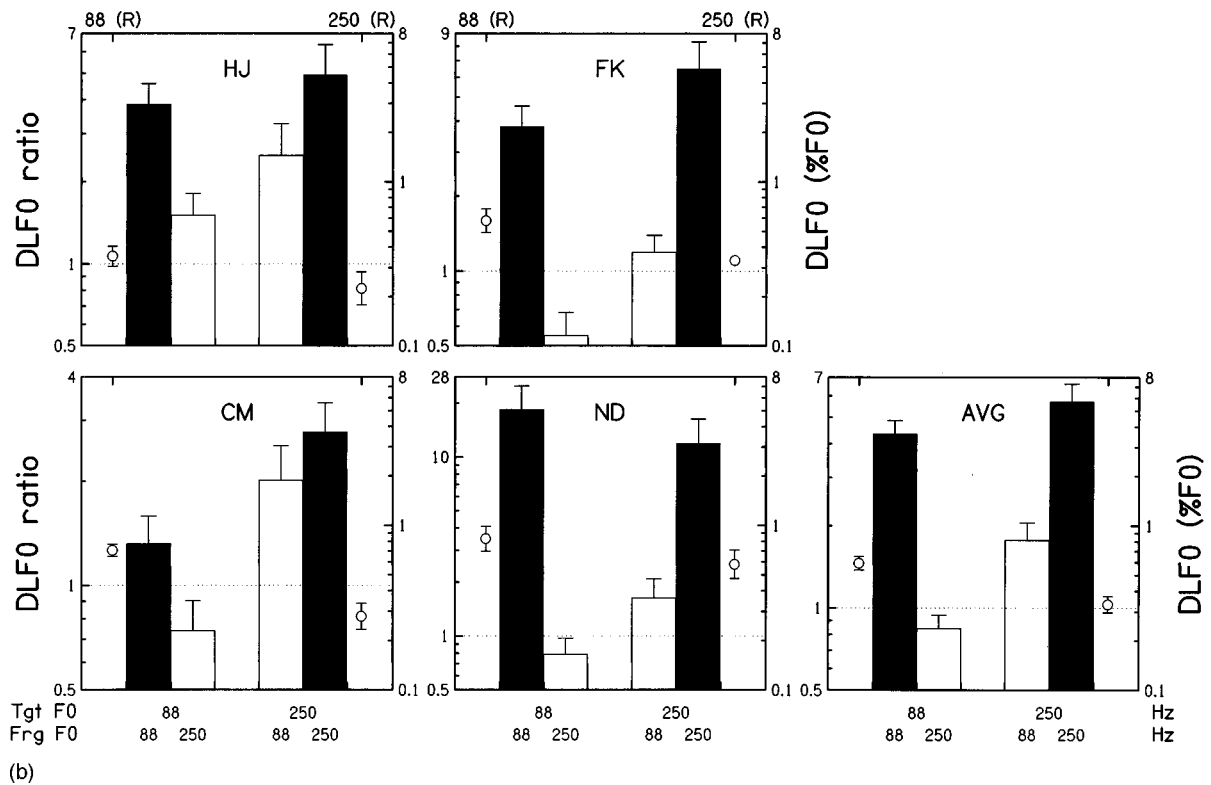 88 (R) 250 (R) 88 (R) 250 (R)
7 8 9 8
HJ FK
DLF0 ratio DLF0 (%F0)
1 1 1 1
0.5 0.1 0.5 0.1
4 8 28 8 7 8
CM ND AVG
10
DLF0 ratio DLF0 (%F0)
1 1 1 1 1 1
0.5 0.1 0.5 0.1 0.5 0.1
Tgt F0 88 250 88 250 88 250 Hz
Frg F0 88 250 88 250 88 250 88 250 88 250 88 250 Hz
(b)